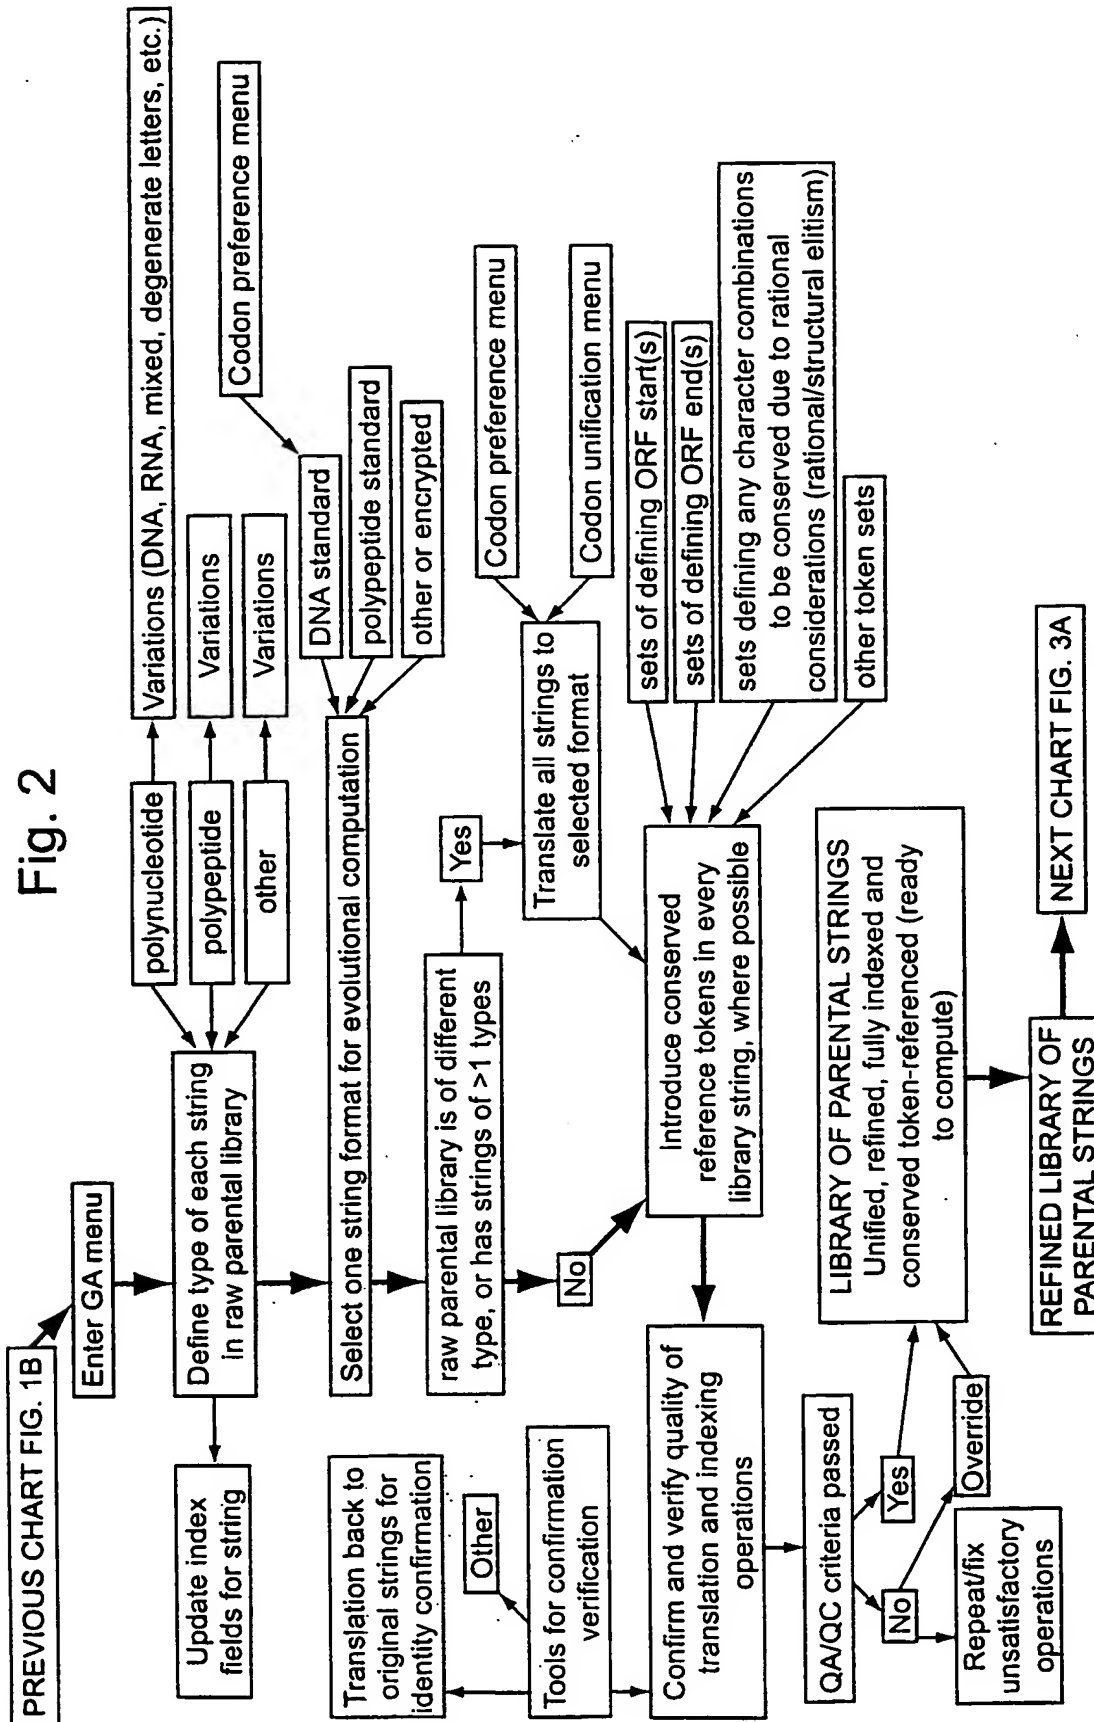 Fig. 2
PREVIOUS CHART FIG. 1B
Enter GA menu
Update index
fields for string
Define type of each string
in raw parental library
polynucleotide
Variations (DNA, RNA, mixed, degenerate letters, etc.)
polypeptide
Variations
other
Variations
Codon preference menu
Select one string format for evolutional computation
DNA standard
polypeptide standard
other or encrypted
raw parental library is of different
type, or has strings of >1 types
Yes
Translate all strings to
selected format
Codon preference menu
Codon unification menu
No
Introduce conserved
reference tokens in every
library string, where possible
sets of defining ORF start(s)
sets of defining ORF end(s)
sets defining any character combinations
to be conserved due to rational
considerations (rational/structural elitism)
other token sets
Translation back to
original strings for
identity confirmation
Other
Tools for confirmation
verification
Confirm and verify quality of
translation and indexing
operations
QA/QC criteria passed
Yes
No
Override
Repeat/fix
unsatisfactory
operations
LIBRARY OF PARENTAL STRINGS
Unified, refined, fully indexed and
conserved token-referenced (ready
to compute)
REFINED LIBRARY OF
PARENTAL STRINGS
NEXT CHART FIG. 3A